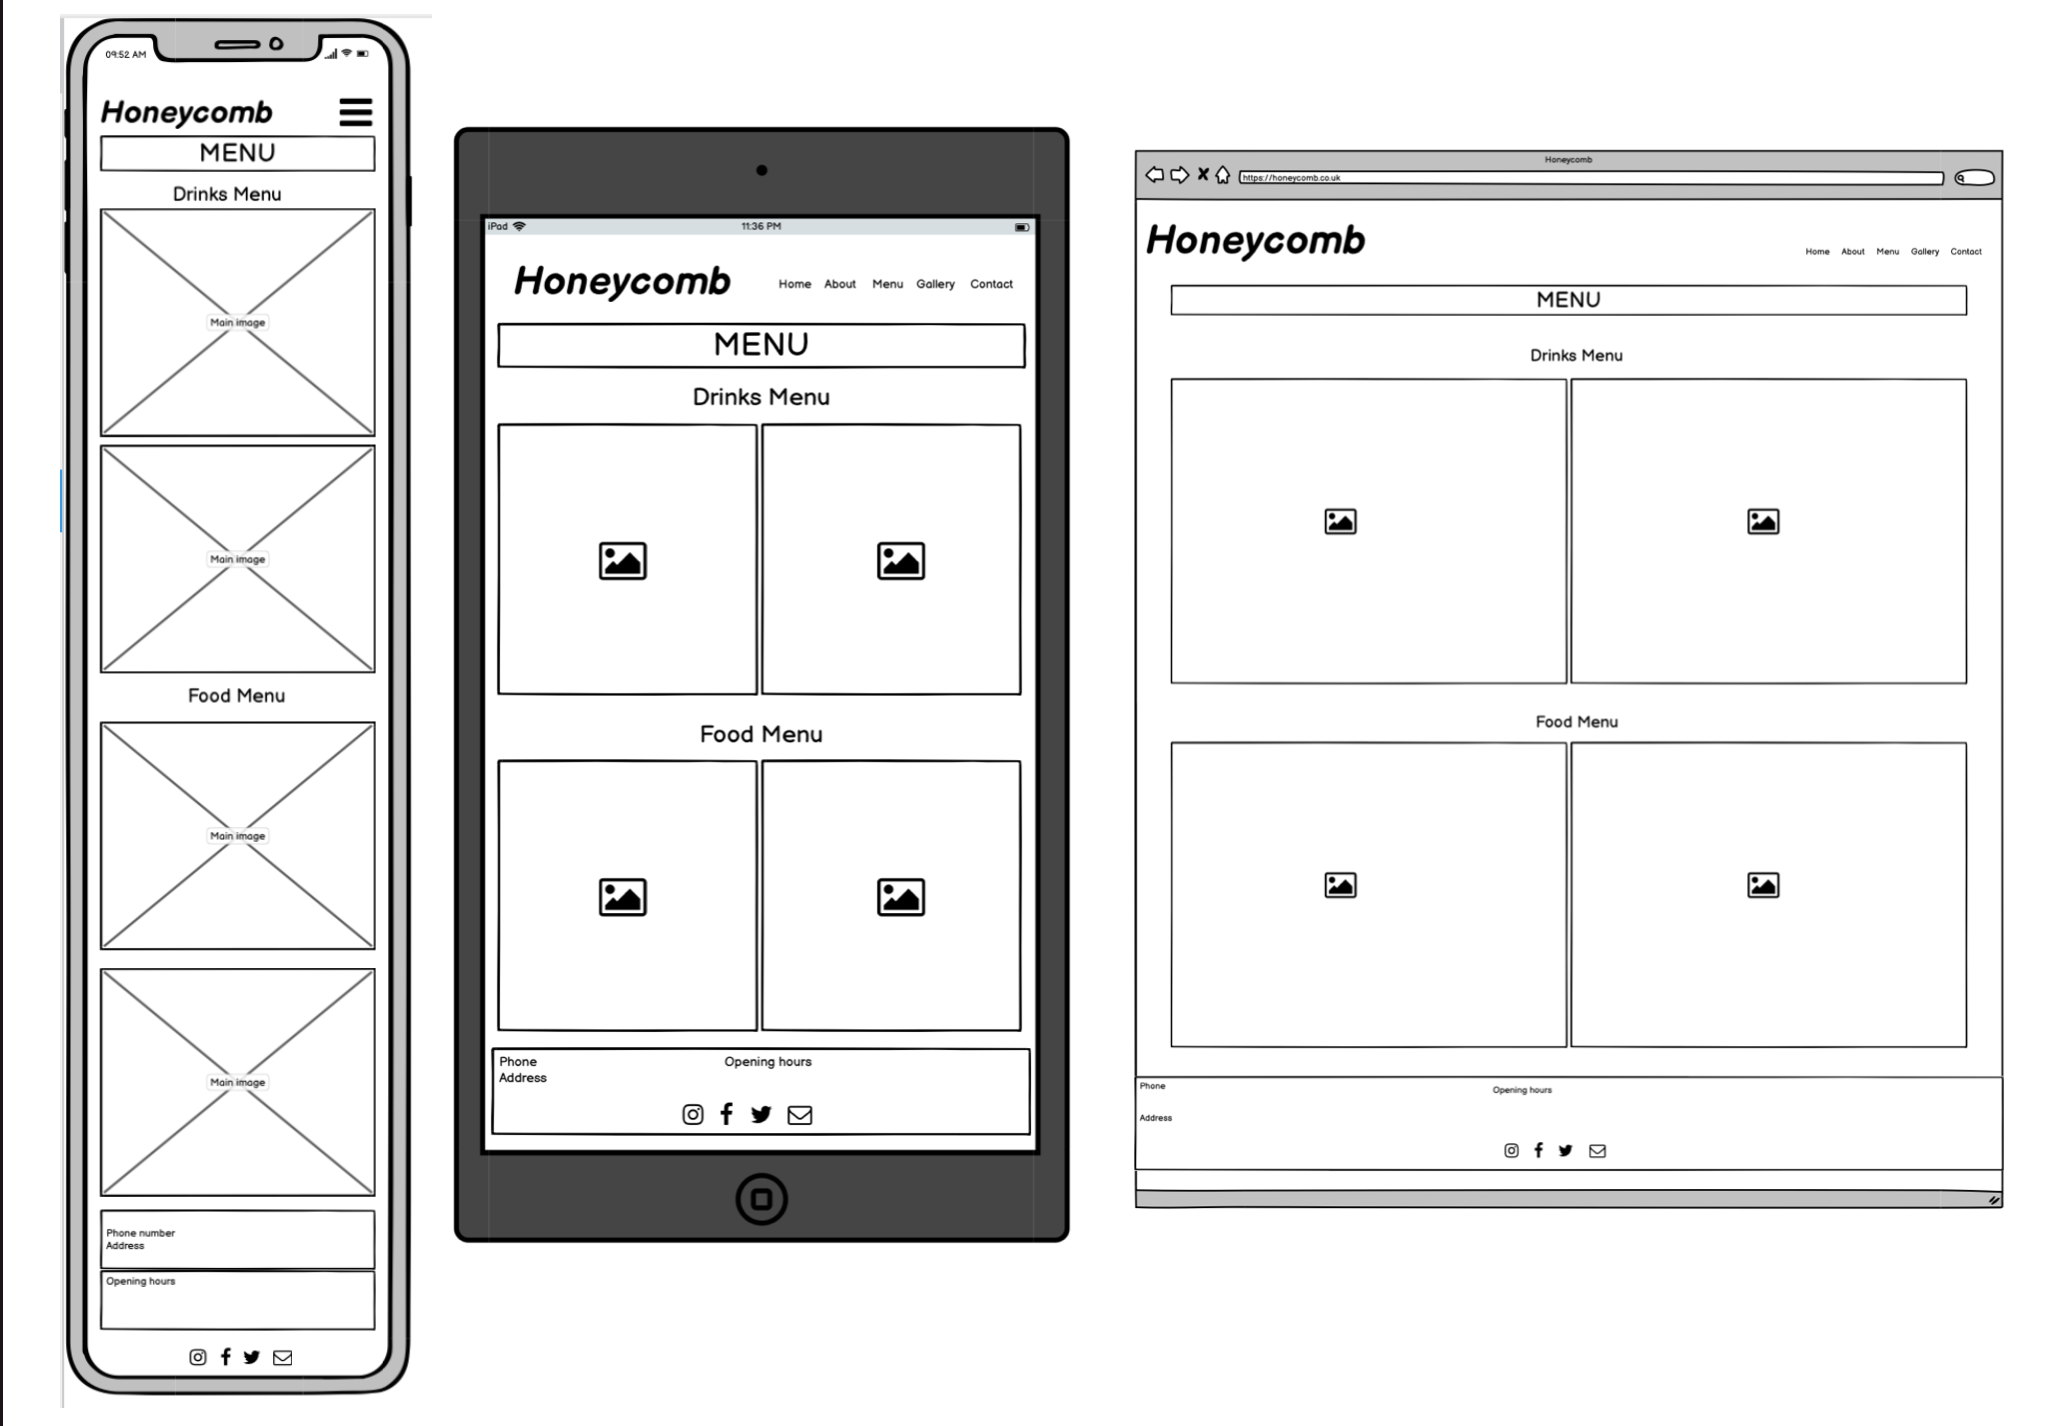 09:52 AM
Honeycomb
MENU
Drinks Menu
Main image
Main image
Food Menu
Main image
Main image
Phone number
Address
Opening hours
iPad
11:36 PM
Honeycomb
Home About Menu Gallery Contact
MENU
Drinks Menu
Food Menu
Phone
Opening hours
Address
Honeycomb
https://honeycomb.co.uk
Honeycomb
Home About Menu Gallery Contact
MENU
Drinks Menu
Food Menu
Phone
Opening hours
Address